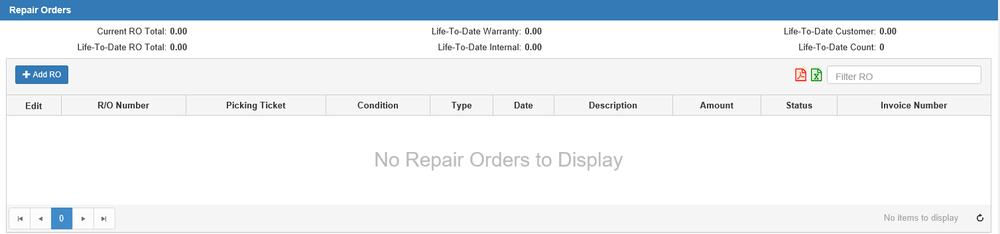 Repair Orders
Current RO Total: 0.00 Life-To-Date Warranty: 0.00 Life-To-Date Customer: 0.00
Life-To-Date RO Total: 0.00 Life-To-Date Internal: 0.00 Life-To-Date Count: 0
Add RO Filter RO
Edit R/O Number Picking Ticket Condition Type Date Description Amount Status Invoice Number
No Repair Orders to Display
0 No items to display